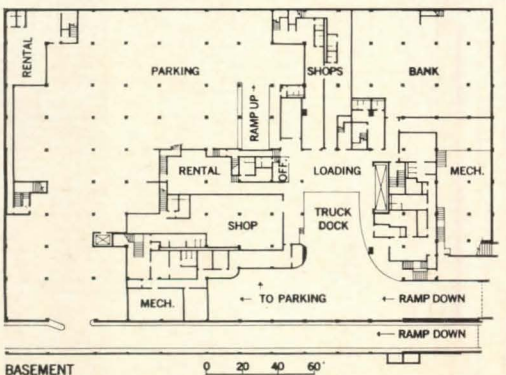 RENTAL
PARKING
SHOPS
BANK
RAMP UP
RENTAL
OFF.
LOADING
MECH.
SHOP
TRUCK
DOCK
MECH.
← TO PARKING
← RAMP DOWN
← RAMP DOWN
BASEMENT
0 20 40 60'